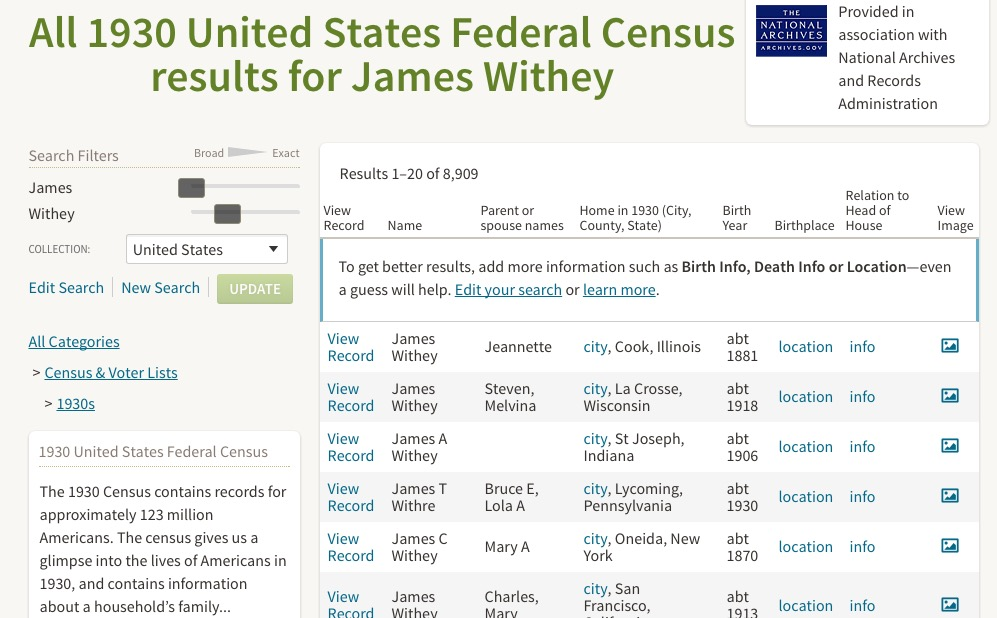 All 1930 United States Federal Census
results for James Withey
THE
NATIONAL
ARCHIVES
ARCHIVES.GOV
Provided in
association with
National Archives
and Records
Administration
Search Filters
Broad Exact
James
Withey
COLLECTION: United States
Edit Search New Search UPDATE
All Categories
> Census & Voter Lists
> 1930s
1930 United States Federal Census
The 1930 Census contains records for
approximately 123 million
Americans. The census gives us a
glimpse into the lives of Americans in
1930, and contains information
about a household’s family...
Results 1–20 of 8,909
View
Record
Name
Parent or
spouse names
Home in 1930 (City,
County, State)
Birth
Year
Birthplace
Relation to
Head of
House
View
Image
To get better results, add more information such as Birth Info, Death Info or Location—even
a guess will help. Edit your search or learn more.
View
Record
James
Withey
Jeannette
city, Cook, Illinois
abt
1881
location
info
View
Record
James
Withey
Steven,
Melvina
city, La Crosse,
Wisconsin
abt
1918
location
info
View
Record
James A
Withey
city, St Joseph,
Indiana
abt
1906
location
info
View
Record
James T
Withre
Bruce E,
Lola A
city, Lycoming,
Pennsylvania
abt
1930
location
info
View
Record
James C
Withey
Mary A
city, Oneida, New
York
abt
1870
location
info
View
Record
James
Withey
Charles,
Mary
city, San
Francisco,
abt
1913
location
info